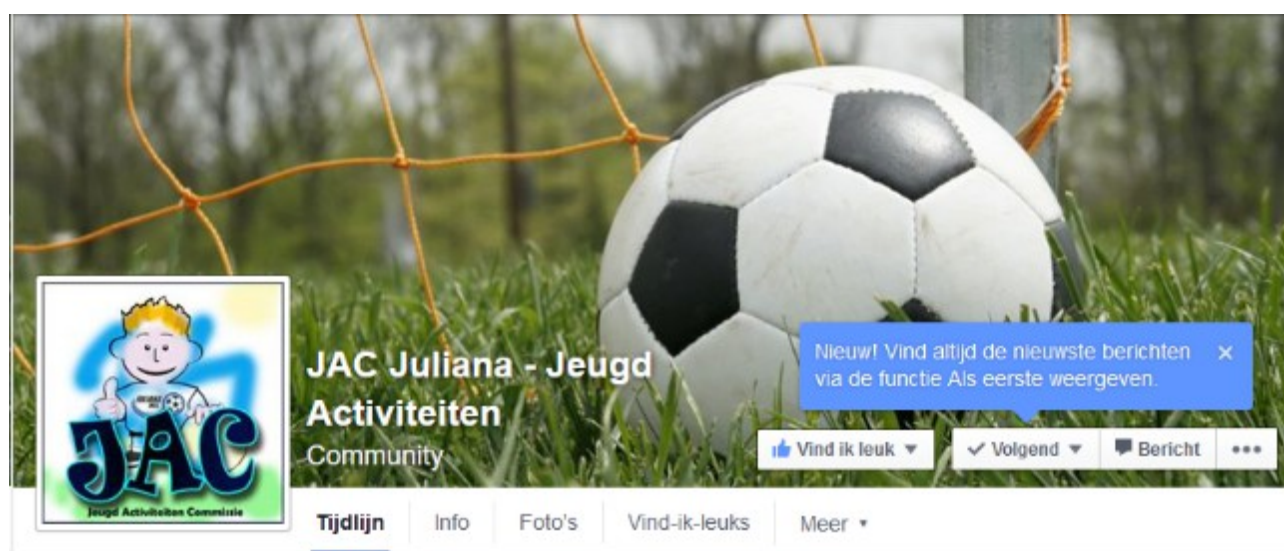 JAC Juliana - Jeugd
Activiteiten
Community
Nieuw! Vind altijd de nieuwste berichten ×
via de functie Als eerste weergeven.
Vind ik leuk
Volgend
Bericht
JAC
Jeugd Activiteiten Commissie
Tijdlijn Info Foto's Vind-ik-leuks Meer